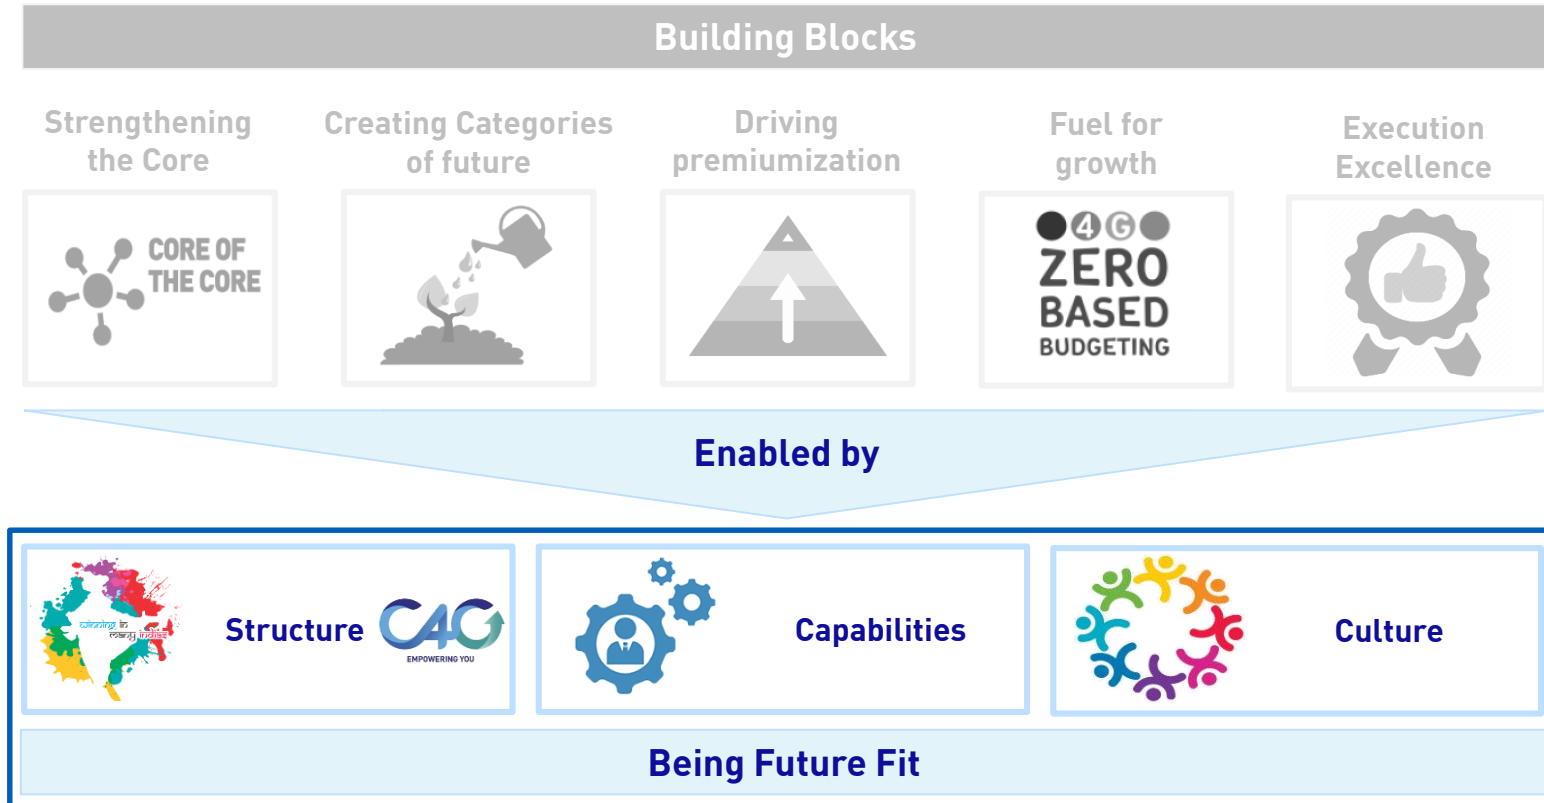 Building Blocks
Strengthening
the Core
Creating Categories
of future
Driving
premiumization
Fuel for
growth
Execution
Excellence
CORE OF
THE CORE
4G
ZERO
BASED
BUDGETING
Enabled by
winning in
many indias
Structure
C4G
EMPOWERING YOU
Capabilities
Culture
Being Future Fit